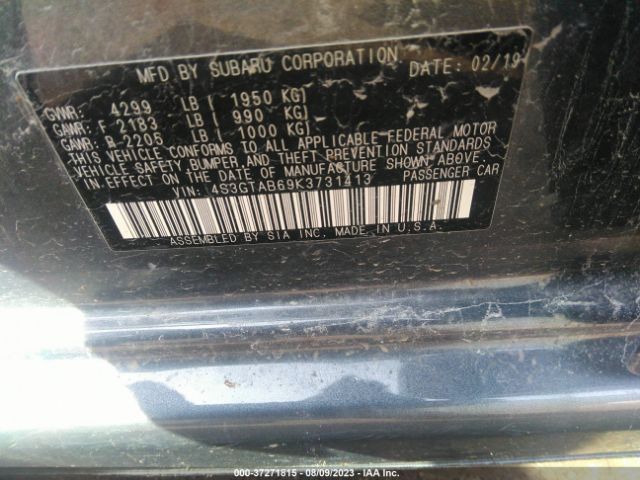 MFD BY SUBARU CORPORATION DATE: 02/19
GVWR: 4299 LB ( 1950 KG)
GAWR: F 2183 LB ( 990 KG)
GAWR: R 2205 LB ( 1000 KG)
THIS VEHICLE CONFORMS TO ALL APPLICABLE FEDERAL MOTOR
VEHICLE SAFETY, BUMPER, AND THEFT PREVENTION STANDARDS
IN EFFECT ON THE DATE OF MANUFACTURE SHOWN ABOVE.
VIN: 4S3GTAB69K3731413 PASSENGER CAR
ASSEMBLED BY SIA INC. MADE IN U.S.A.
000-37271815 - 08/09/2023 - IAA Inc.